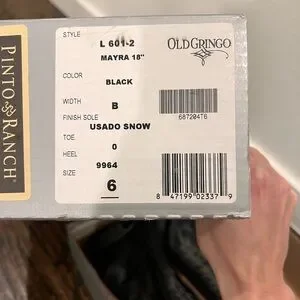 PINTO RANCH
STYLE
L 601-2
MAYRA 18"
OLD GRINGO
COLOR
BLACK
WIDTH
B
68720476
FINISH SOLE
USADO SNOW
TOE
0
HEEL
9964
SIZE
6
8 47199 02337 9